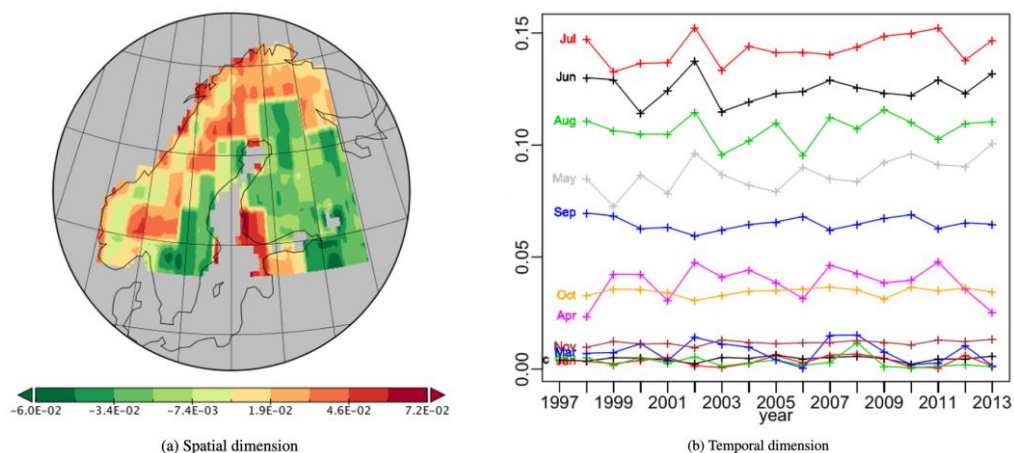 -6.0E-02 -3.4E-02 -7.4E-03 1.9E-02 4.6E-02 7.2E-02
(a) Spatial dimension
0.15
0.10
0.05
0.00
Jul
Jun
Aug
May
Sep
Oct
Apr
Nov
Mar
Jan
c
1997 1999 2001 2003 2005 2007 2009 2011 2013
year
(b) Temporal dimension